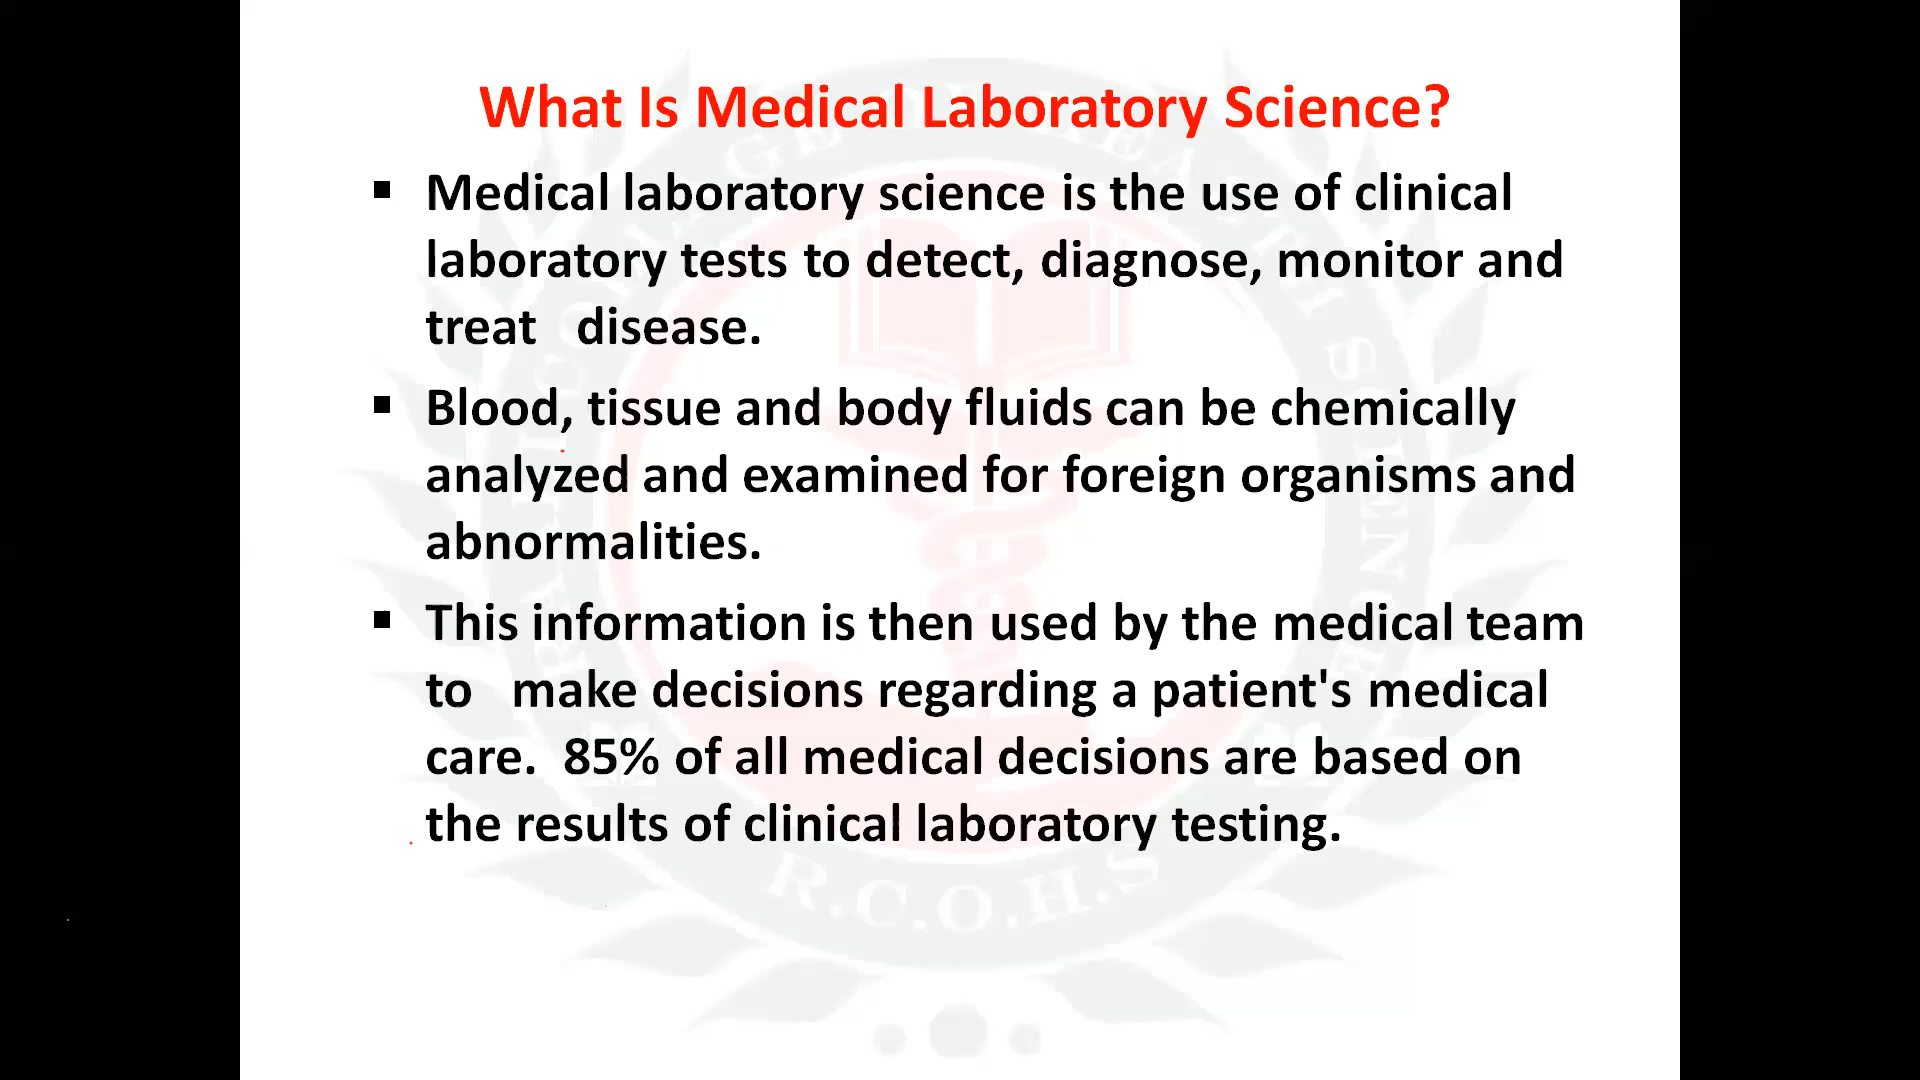 What Is Medical Laboratory Science?
▪ Medical laboratory science is the use of clinical
laboratory tests to detect, diagnose, monitor and
treat   disease.
▪ Blood, tissue and body fluids can be chemically
analyzed and examined for foreign organisms and
abnormalities.
▪ This information is then used by the medical team
to   make decisions regarding a patient's medical
care.  85% of all medical decisions are based on
the results of clinical laboratory testing.
R.C.O.H.S